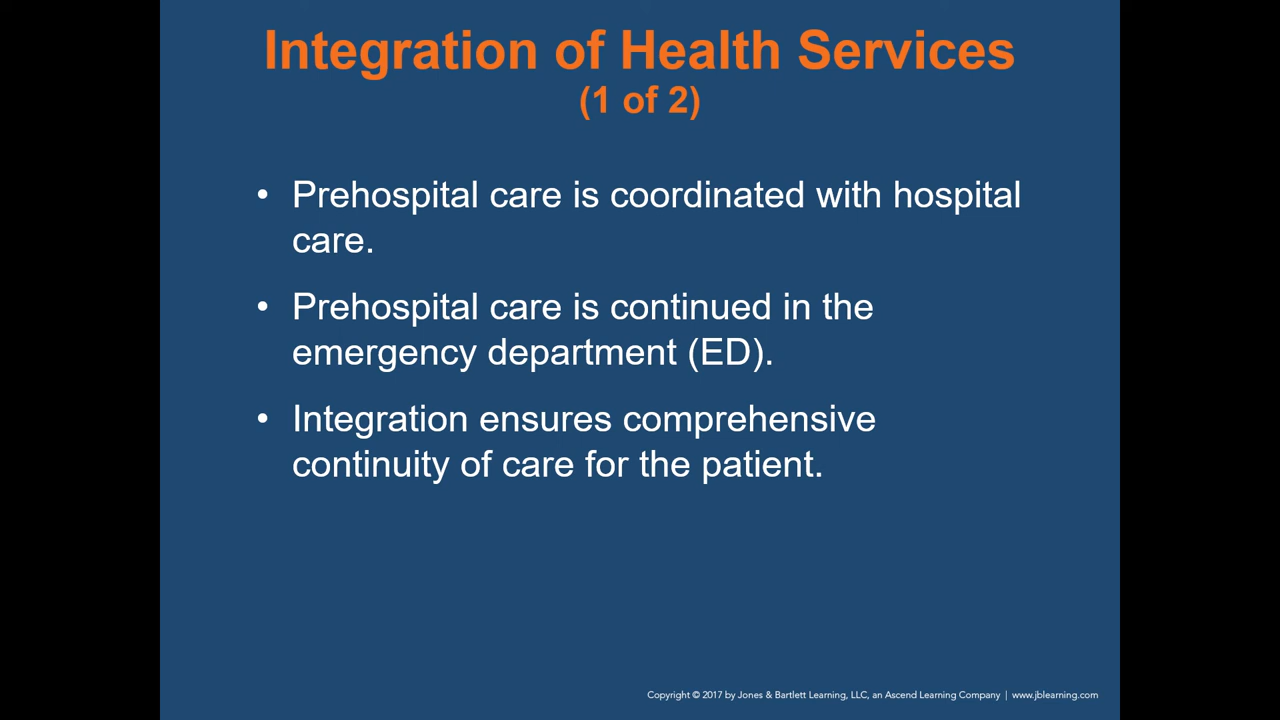 Integration of Health Services
(1 of 2)
• Prehospital care is coordinated with hospital
care.
• Prehospital care is continued in the
emergency department (ED).
• Integration ensures comprehensive
continuity of care for the patient.
Copyright © 2017 by Jones & Bartlett Learning, LLC, an Ascend Learning Company | www.jblearning.com